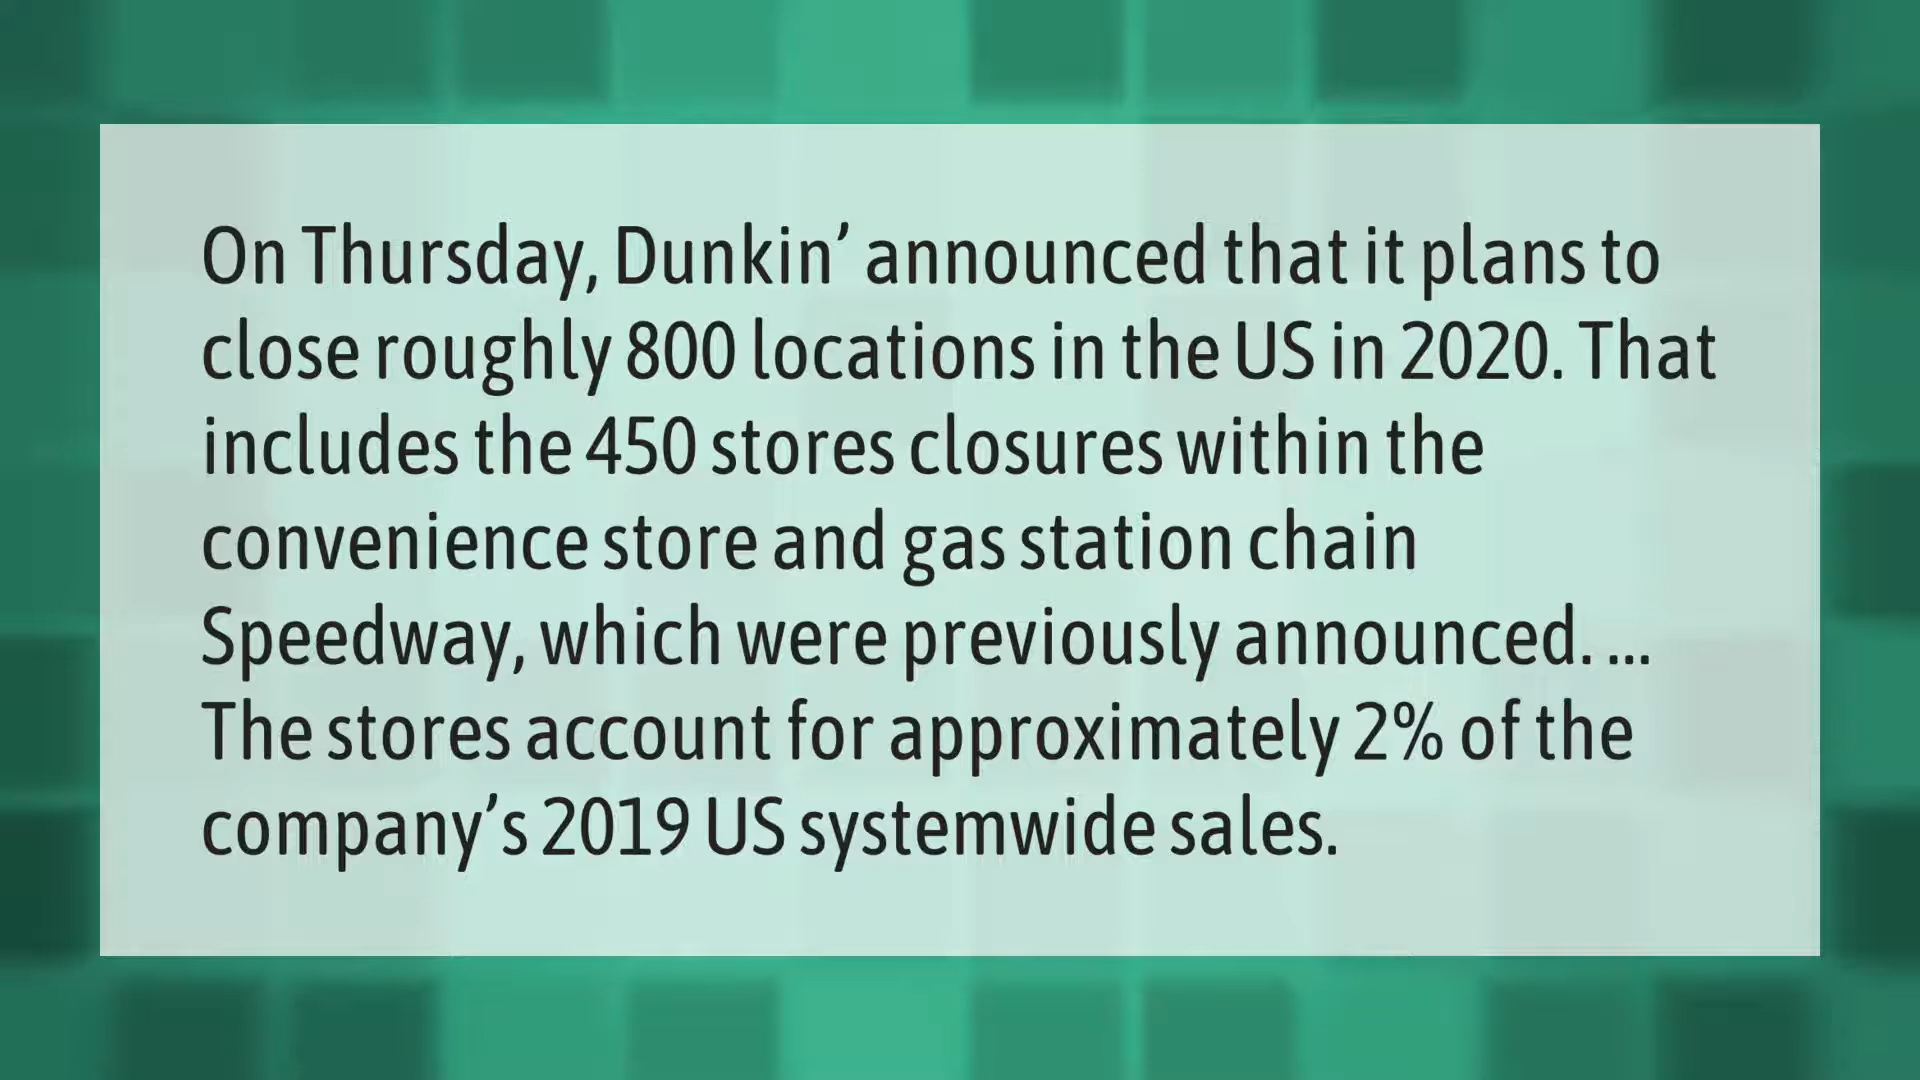 On Thursday, Dunkin’ announced that it plans to
close roughly 800 locations in the US in 2020. That
includes the 450 stores closures within the
convenience store and gas station chain
Speedway, which were previously announced. ...
The stores account for approximately 2% of the
company’s 2019 US systemwide sales.